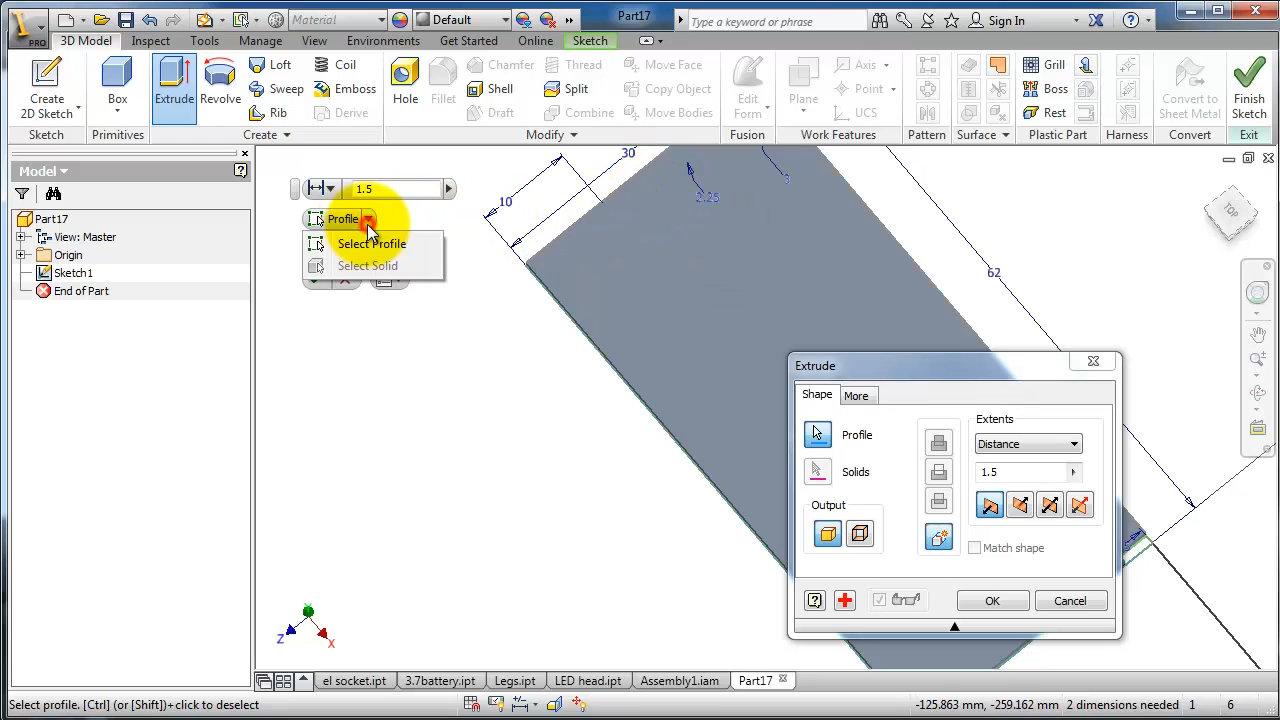 Material
Default
Part17
Type a keyword or phrase
Sign In
PRO
3D Model
Inspect
Tools
Manage
View
Environments
Get Started
Online
Sketch
Create
2D Sketch
Box
Extrude
Revolve
Loft
Sweep
Rib
Coil
Emboss
Derive
Hole
Fillet
Chamfer
Shell
Draft
Thread
Split
Combine
Move Face
Copy Object
Move Bodies
Edit
Form
Plane
Axis
Point
UCS
Grill
Boss
Rest
Convert to
Sheet Metal
Finish
Sketch
Sketch
Primitives
Create
Modify
Fusion
Work Features
Pattern
Surface
Plastic Part
Harness
Convert
Exit
Model
Part17
View: Master
Origin
Sketch1
End of Part
1.5
Profile
Select Profile
Select Solid
10
30
2.25
3
62
TOP
Extrude
Shape
More
Profile
Solids
Output
Extents
Distance
1.5
Match shape
OK
Cancel
Z
X
el socket.ipt
3.7battery.ipt
Legs.ipt
LED head.ipt
Assembly1.iam
Part17
Select profile. [Ctrl] (or [Shift])+click to deselect
-125.863 mm, -259.162 mm
2 dimensions needed
1
6